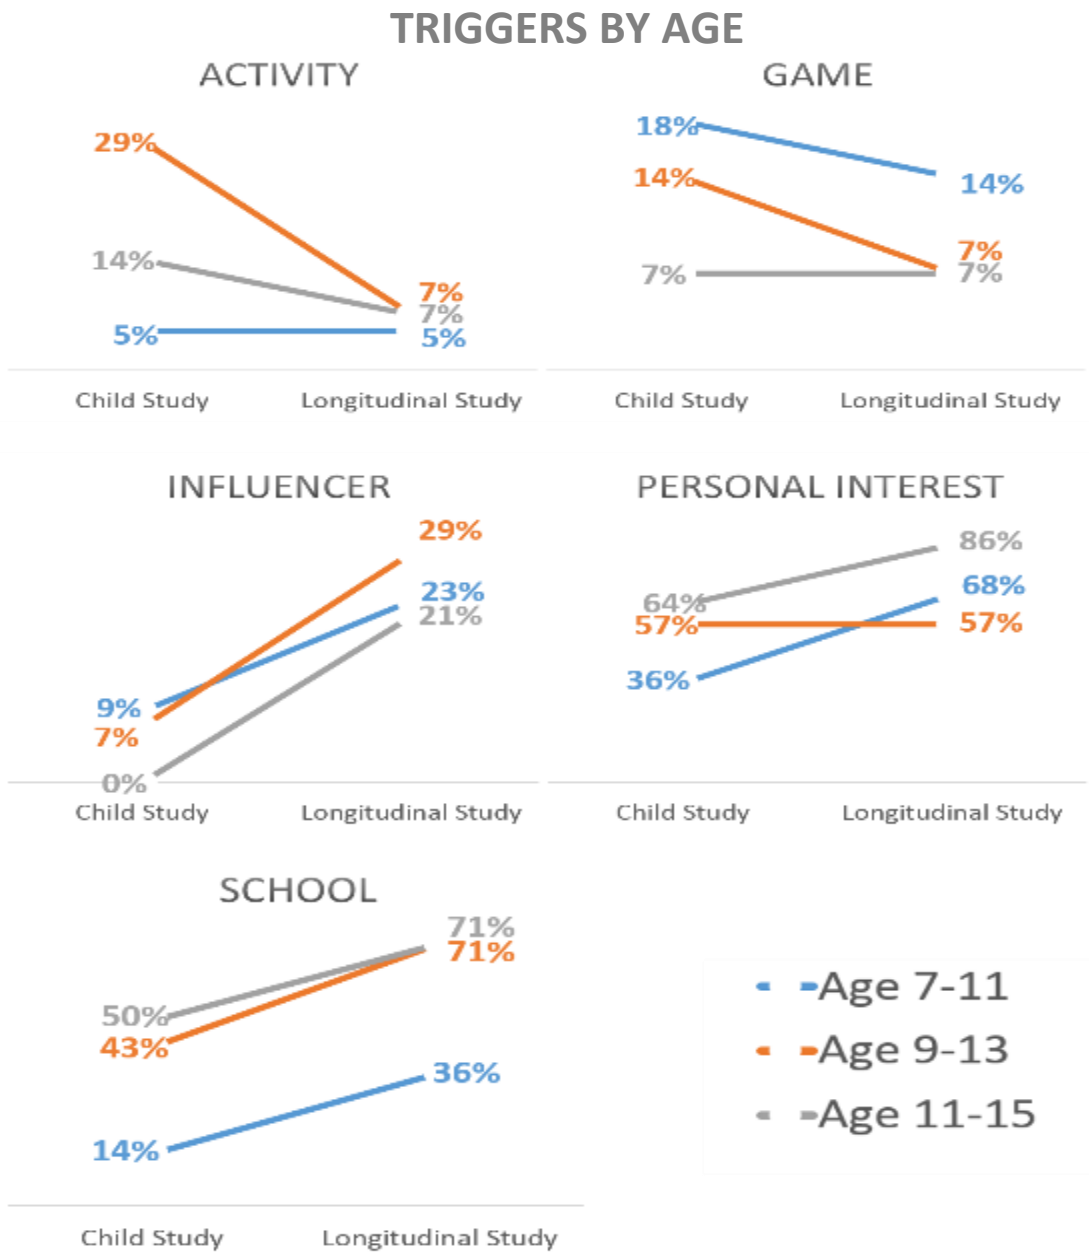 TRIGGERS BY AGE
ACTIVITY
29%
14%
5%
7%
7%
5%
Child Study
Longitudinal Study
GAME
18%
14%
7%
14%
7%
7%
Child Study
Longitudinal Study
INFLUENCER
9%
7%
0%
29%
23%
21%
Child Study
Longitudinal Study
PERSONAL INTEREST
64%
57%
36%
86%
68%
57%
Child Study
Longitudinal Study
SCHOOL
50%
43%
14%
71%
71%
36%
Child Study
Longitudinal Study
Age 7-11
Age 9-13
Age 11-15